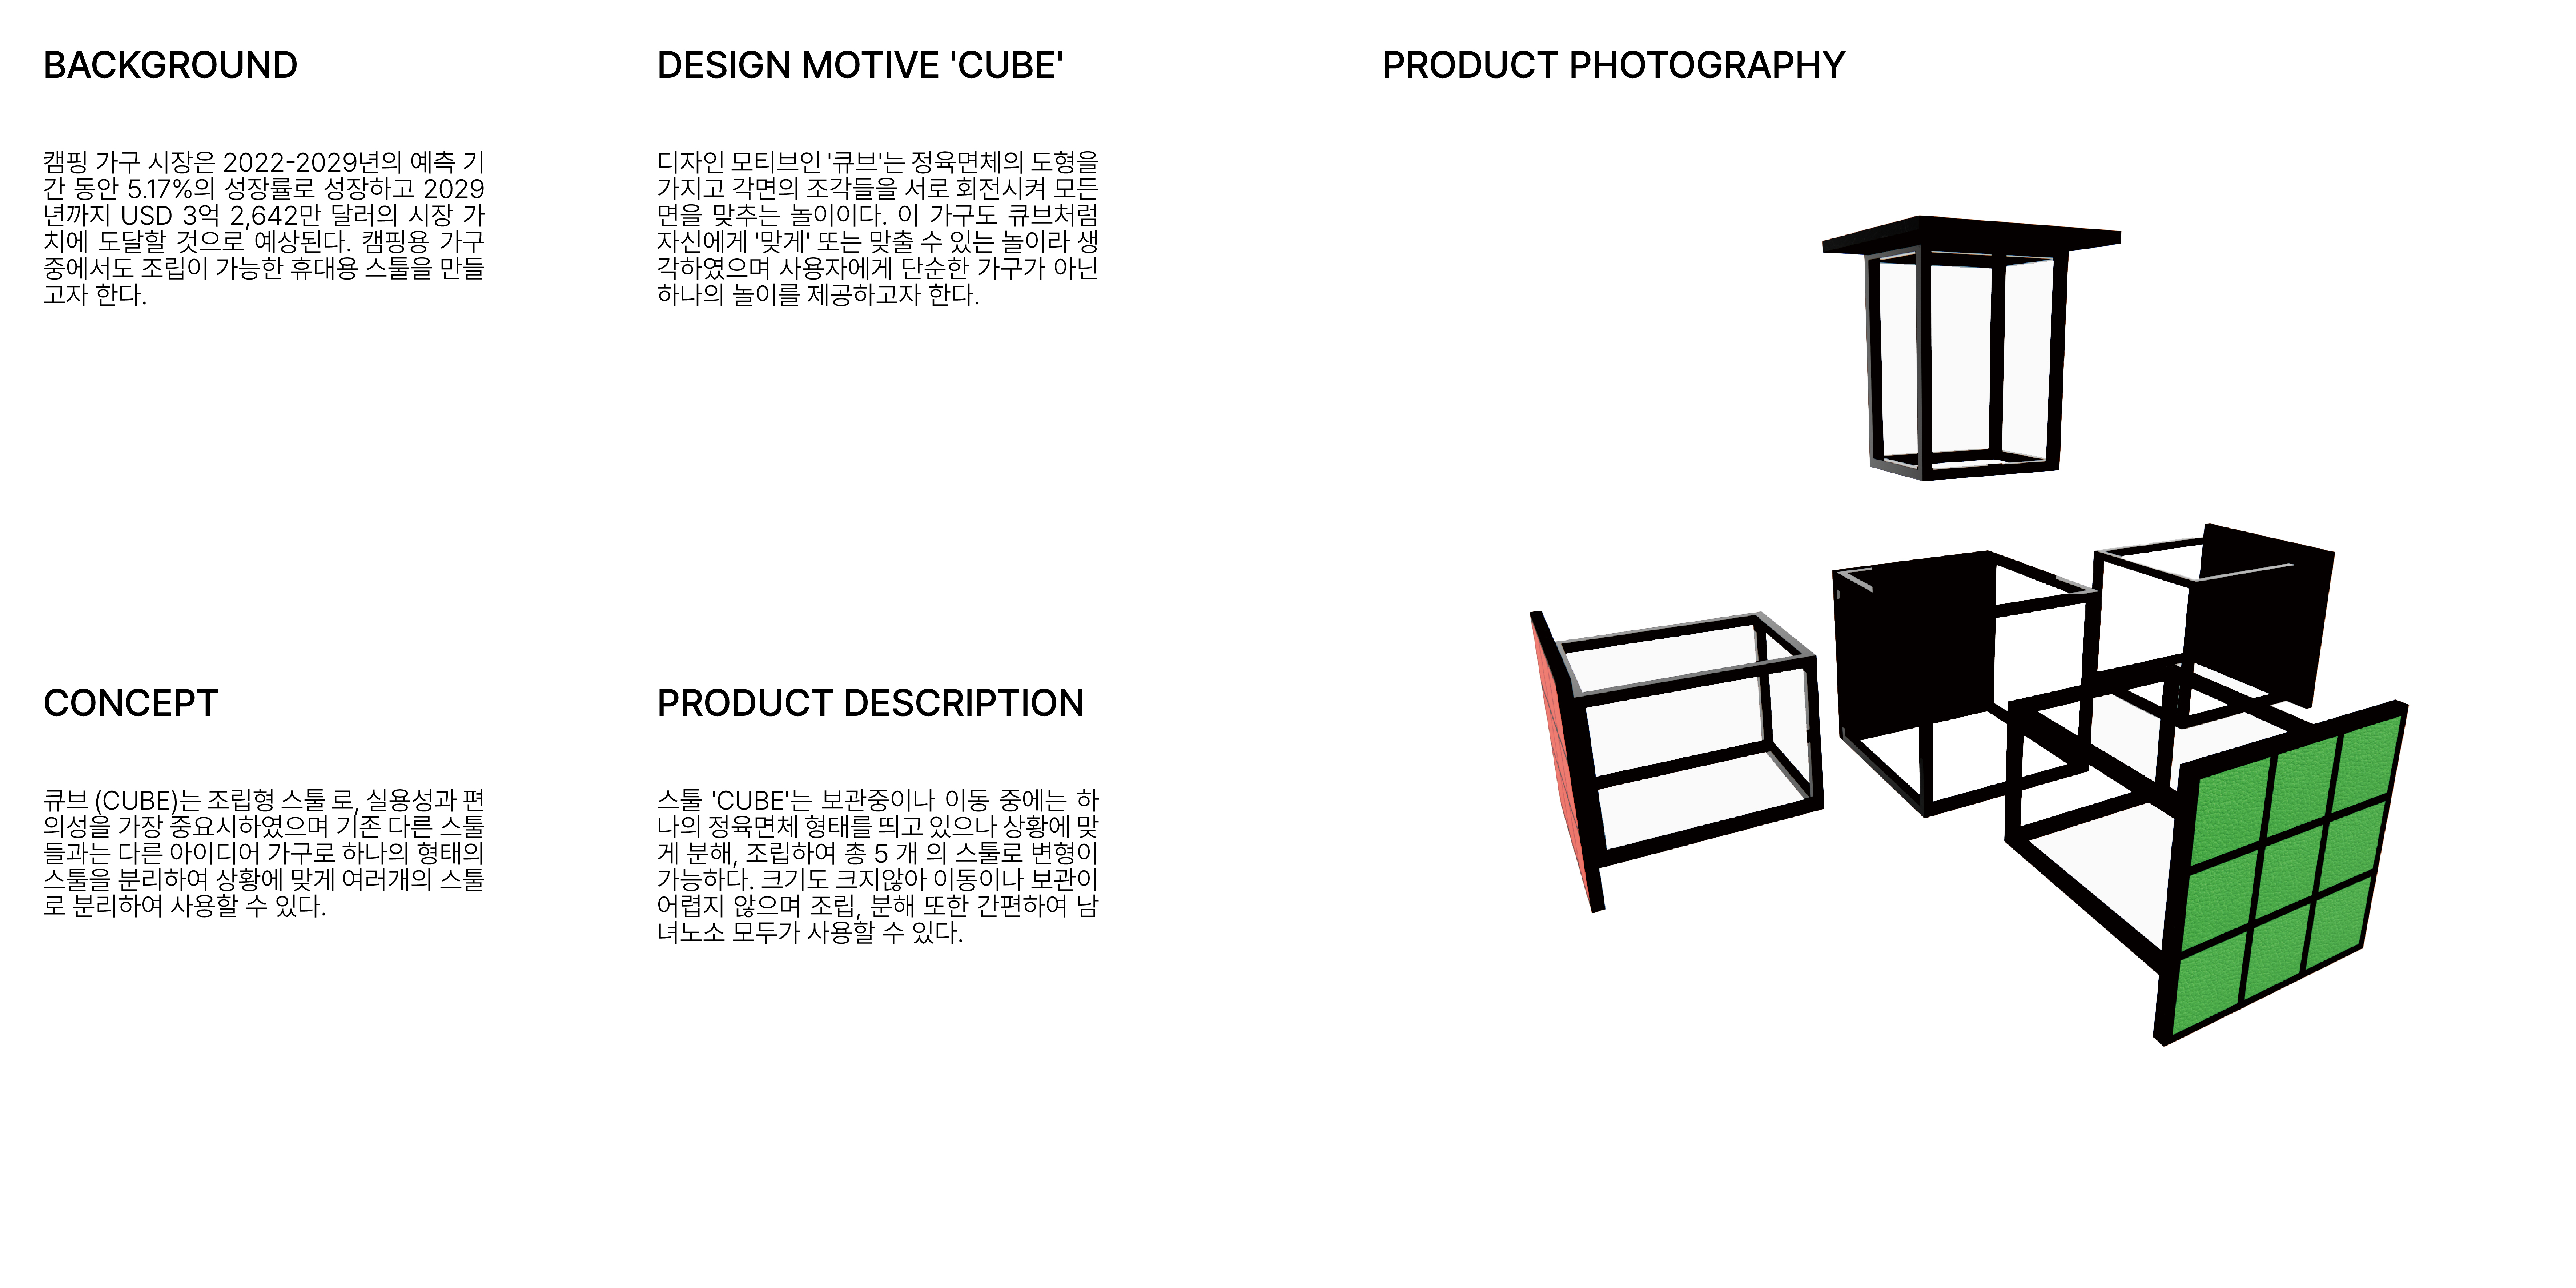 BACKGROUND
캠핑 가구 시장은 2022-2029년의 예측 기
간 동안 5.17%의 성장률로 성장하고 2029
년까지 USD 3억 2,642만 달러의 시장 가
치에 도달할 것으로 예상된다. 캠핑용 가구
중에서도 조립이 가능한 휴대용 스툴을 만들
고자 한다.
DESIGN MOTIVE 'CUBE'
디자인 모티브인 '큐브'는 정육면체의 도형을
가지고 각면의 조각들을 서로 회전시켜 모든
면을 맞추는 놀이이다. 이 가구도 큐브처럼
자신에게 '맞게' 또는 맞출 수 있는 놀이라 생
각하였으며 사용자에게 단순한 가구가 아닌
하나의 놀이를 제공하고자 한다.
CONCEPT
큐브 (CUBE)는 조립형 스툴 로, 실용성과 편
의성을 가장 중요시하였으며 기존 다른 스툴
들과는 다른 아이디어 가구로 하나의 형태의
스툴을 분리하여 상황에 맞게 여러개의 스툴
로 분리하여 사용할 수 있다.
PRODUCT DESCRIPTION
스툴 'CUBE'는 보관중이나 이동 중에는 하
나의 정육면체 형태를 띄고 있으나 상황에 맞
게 분해, 조립하여 총 5 개 의 스툴로 변형이
가능하다. 크기도 크지않아 이동이나 보관이
어렵지 않으며 조립, 분해 또한 간편하여 남
녀노소 모두가 사용할 수 있다.
PRODUCT PHOTOGRAPHY